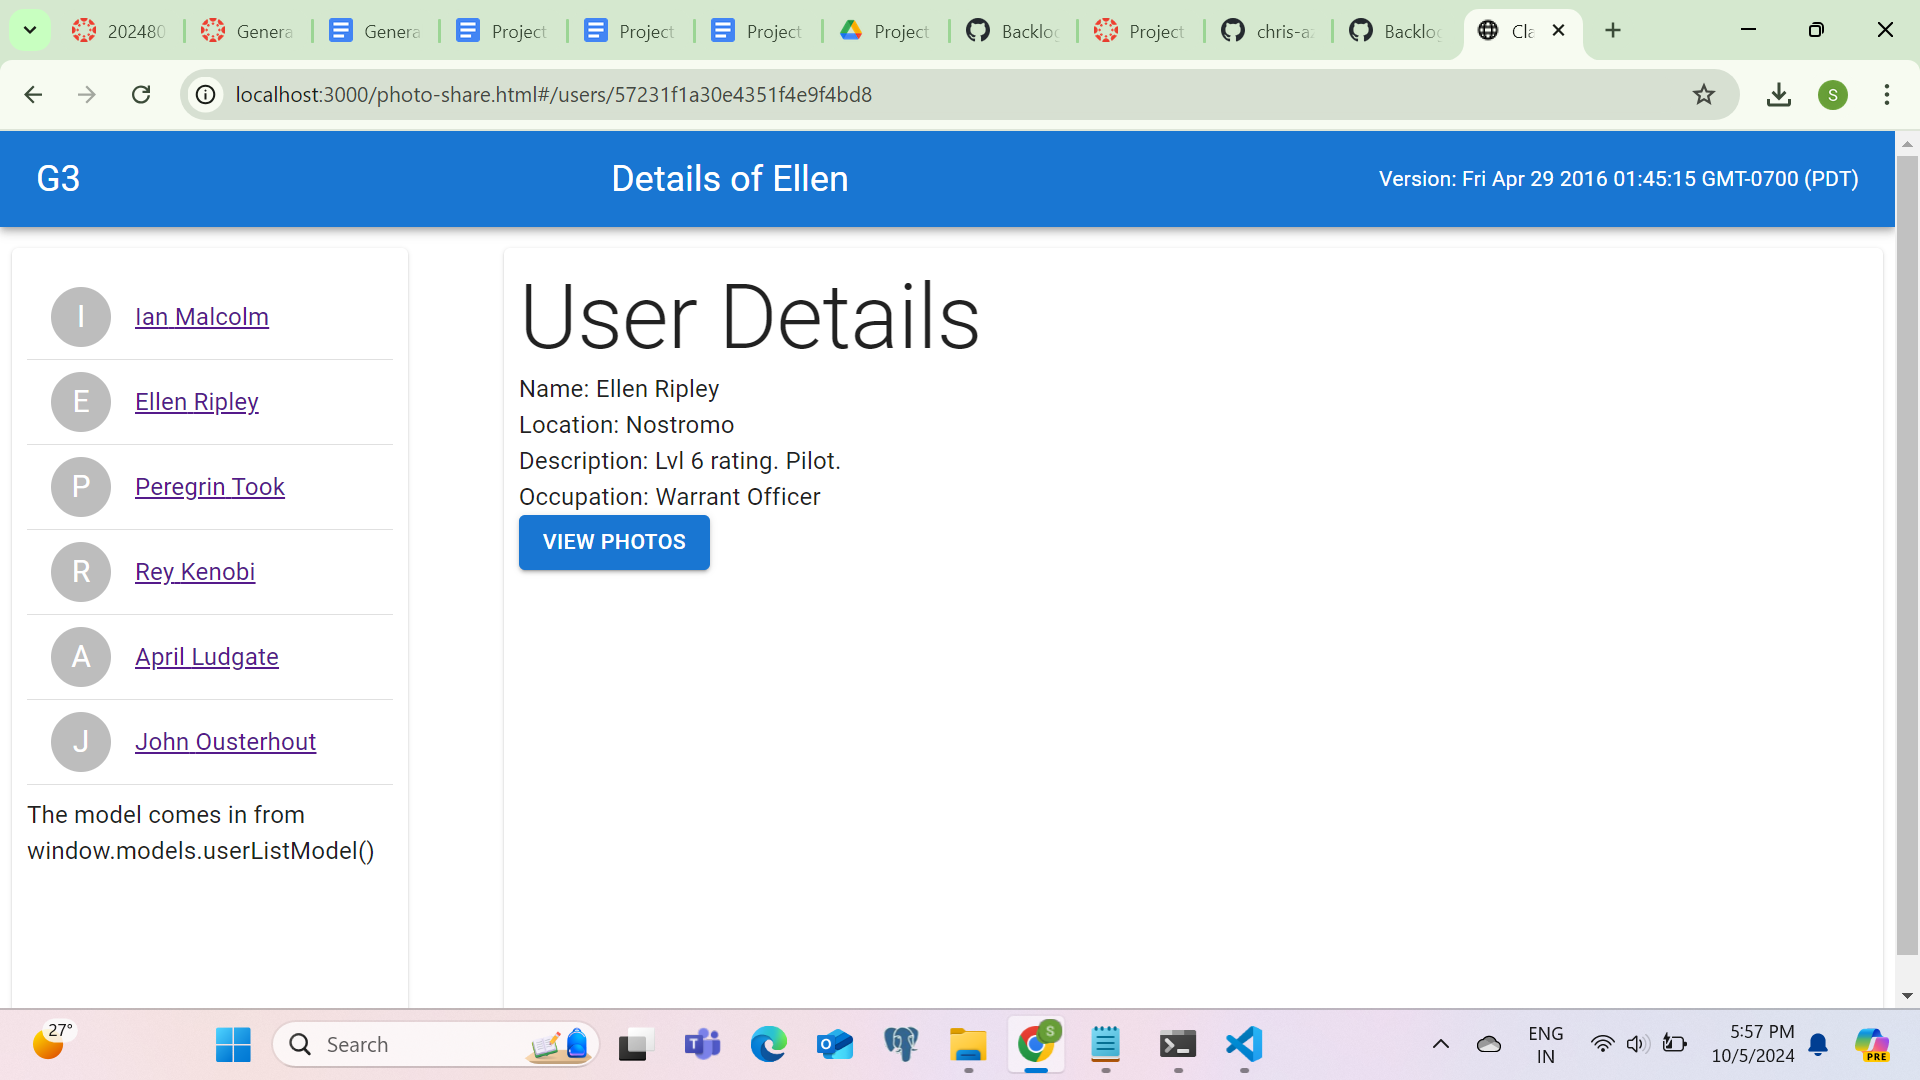 202480
Genera
Genera
Project
Project
Project
Project
Backlog
Project
chris-a
Backlog
Cla
localhost:3000/photo-share.html#/users/57231f1a30e4351f4e9f4bd8
S
G3
Details of Ellen
Version: Fri Apr 29 2016 01:45:15 GMT-0700 (PDT)
I
Ian Malcolm
E
Ellen Ripley
P
Peregrin Took
R
Rey Kenobi
A
April Ludgate
J
John Ousterhout
The model comes in from
window.models.userListModel()
User Details
Name: Ellen Ripley
Location: Nostromo
Description: Lvl 6 rating. Pilot.
Occupation: Warrant Officer
VIEW PHOTOS
27°
Search
S
ENG
IN
5:57 PM
10/5/2024
PRE